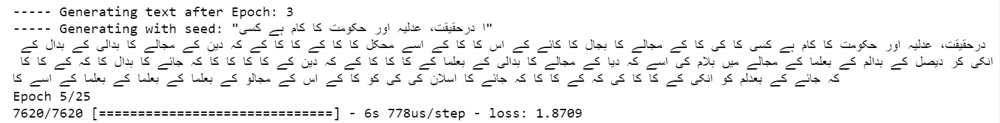 ----- Generating text after Epoch: 3
----- Generating with seed: "ا درحقیقت، عدلیہ اور حکومت کا کام ہے کسی"
درحقیقت، عدلیہ اور حکومت کا کام ہے کسی کا کی کا کے مجالے کا بجال کا کائے کے اس کا کا کے اسے محکل کا کا کے کا کا کے کہ دین کے مجالے کا بدالی کے بدال کے
انکی کر دیصل کے بدالم کے بعلما کے مجالے میں بلام کی اسے کہ دیا کے مجالے کا بدالی کے بعلما کے کا کا کا کے کہ دین کے کا کا کا کا کہ جائے کا بدال کا کہ کے کا کا
کہ جائے کے بعدلم کو انکی کے کا کا کی کہ کے کا کا کہ جائے کا اسلان کی کی کو کا کے اس کے مجالو کے بعلما کے بعلما کے بعلما کے اسے کا
Epoch 5/25
7620/7620 [==============================] - 6s 778us/step - loss: 1.8709